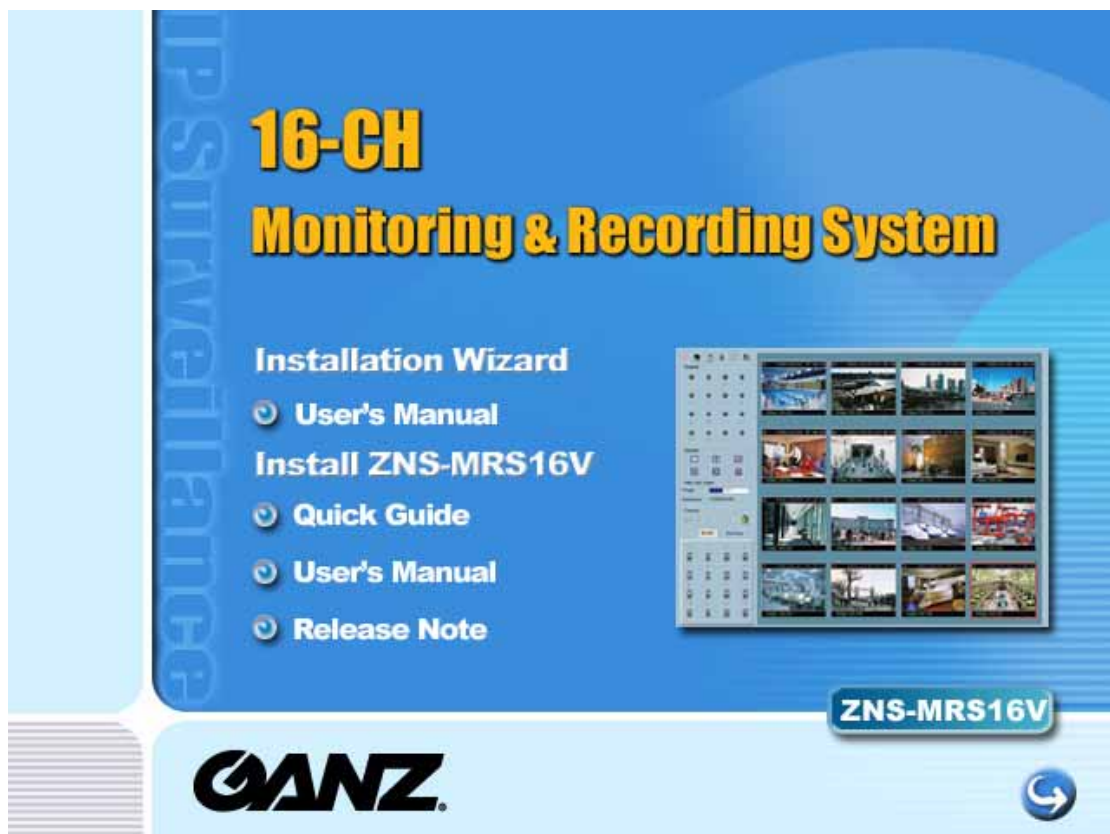 IP Surveillance
16-CH
Monitoring & Recording System
Installation Wizard
User's Manual
Install ZNS-MRS16V
Quick Guide
User's Manual
Release Note
ZNS-MRS16V
GANZ